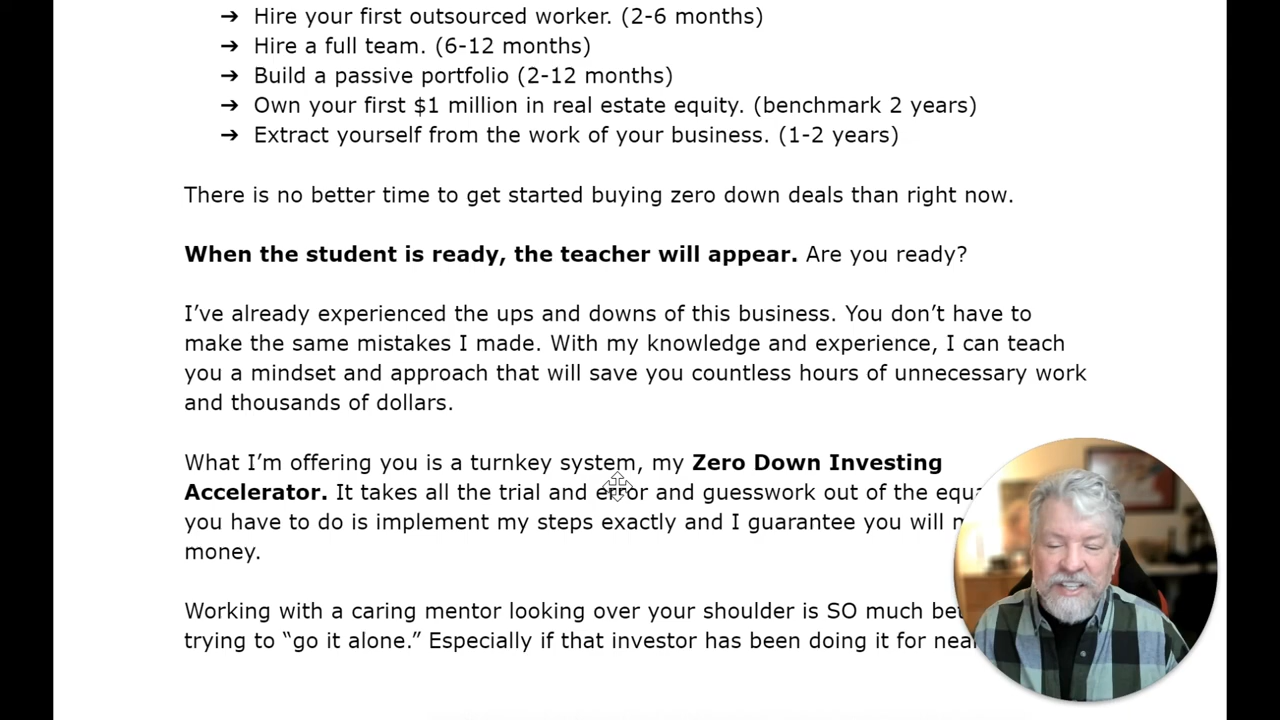 ➔ Hire your first outsourced worker. (2-6 months)
➔ Hire a full team. (6-12 months)
➔ Build a passive portfolio (2-12 months)
➔ Own your first $1 million in real estate equity. (benchmark 2 years)
➔ Extract yourself from the work of your business. (1-2 years)
There is no better time to get started buying zero down deals than right now.
When the student is ready, the teacher will appear. Are you ready?
I’ve already experienced the ups and downs of this business. You don’t have to
make the same mistakes I made. With my knowledge and experience, I can teach
you a mindset and approach that will save you countless hours of unnecessary work
and thousands of dollars.
What I’m offering you is a turnkey system, my Zero Down Investing
Accelerator. It takes all the trial and error and guesswork out of the
you have to do is implement my steps exactly and I guarantee you will
money.
Working with a caring mentor looking over your shoulder is SO much
trying to “go it alone.” Especially if that investor has been doing it for